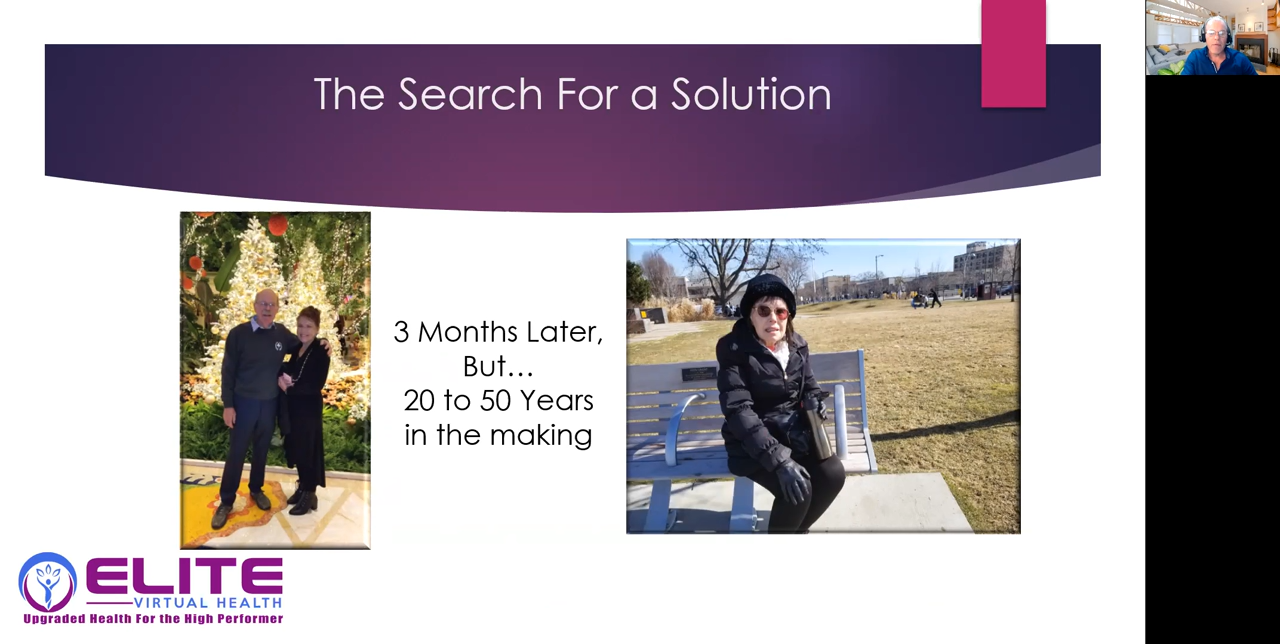 The Search For a Solution
3 Months Later,
But...
20 to 50 Years
in the making
ELITE
VIRTUAL HEALTH
Upgraded Health For the High Performer